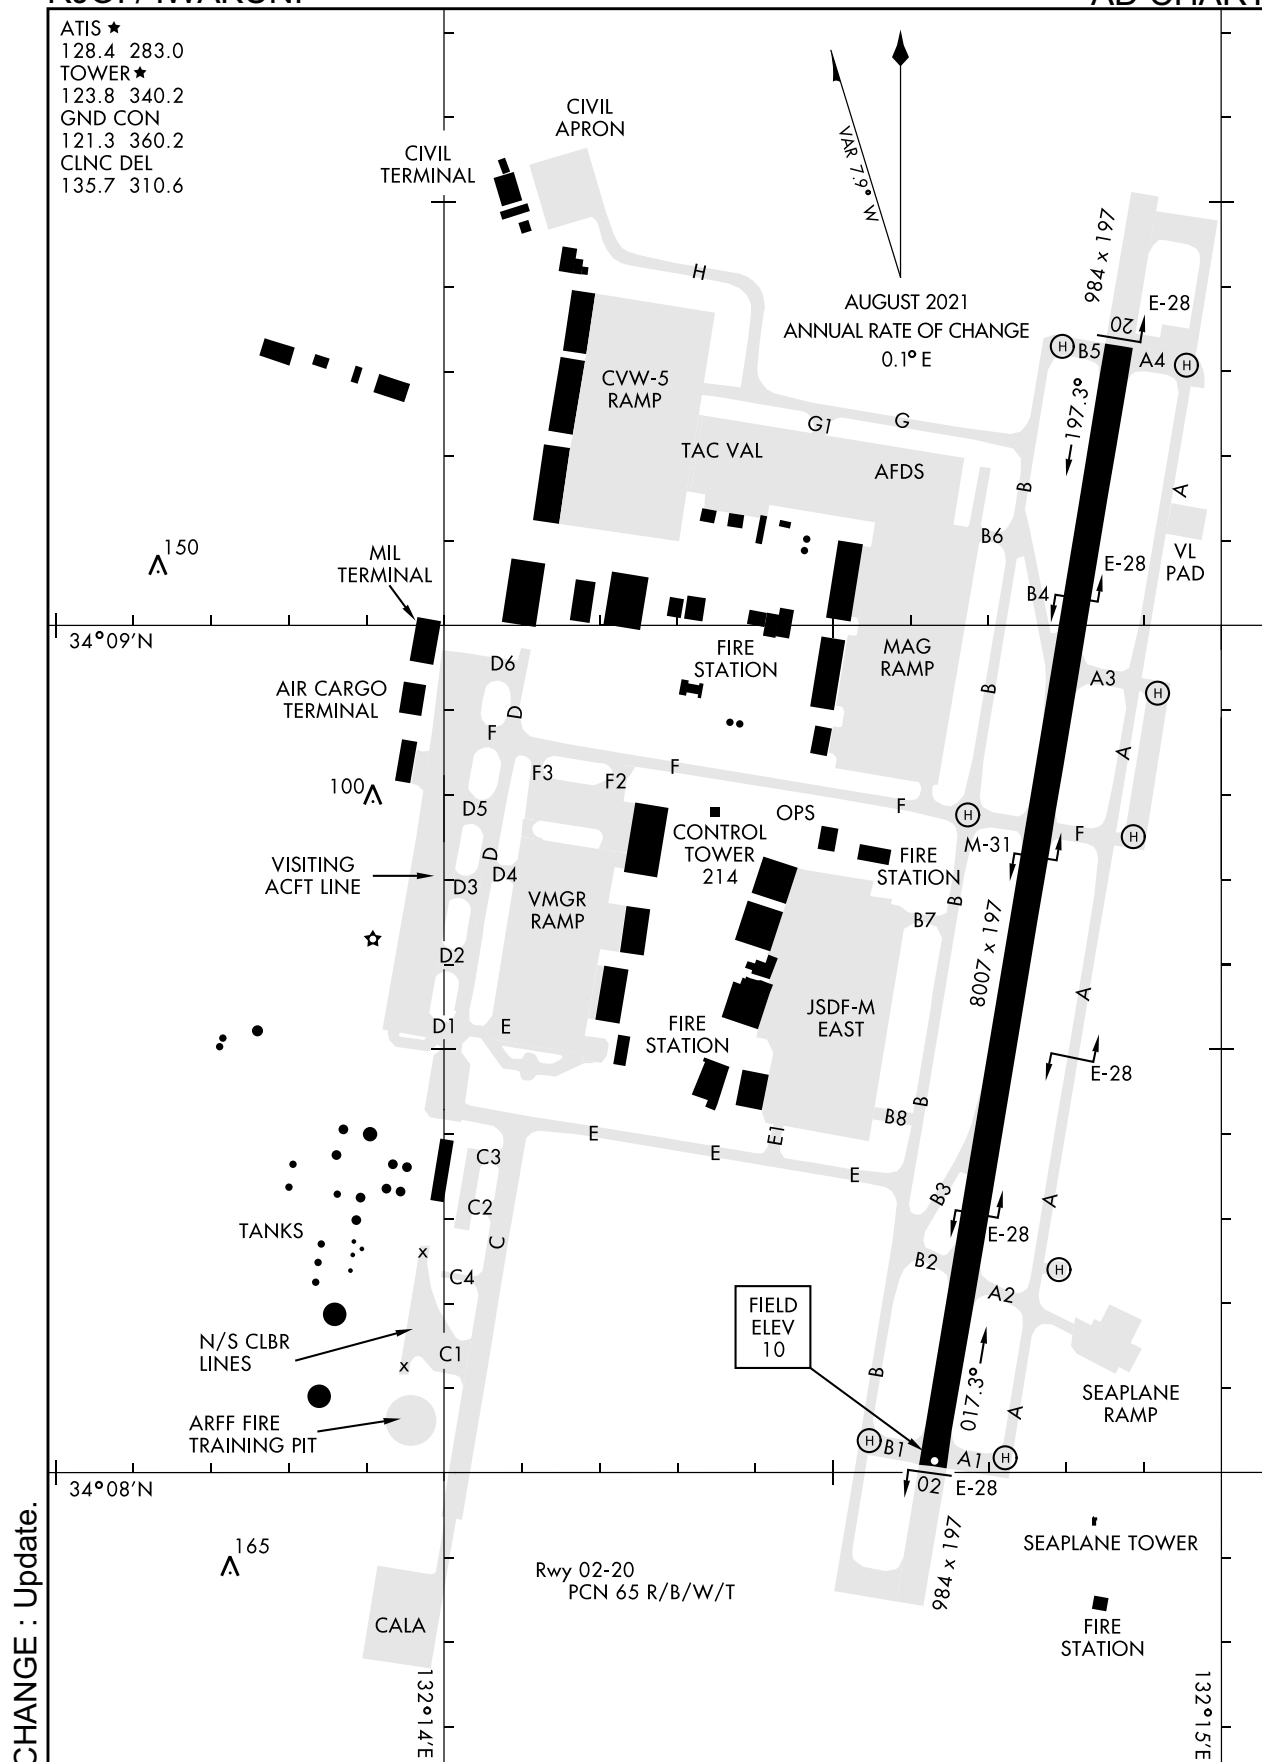 ATIS ★
128.4 283.0
TOWER ★
123.8 340.2
GND CON
121.3 360.2
CLNC DEL
135.7 310.6
CIVIL
APRON
CIVIL
TERMINAL
VAR 7.9° W
AUGUST 2021
ANNUAL RATE OF CHANGE
0.1° E
984 x 197
E-28
20
H
B5
A4
H
H
197.3°
CVW-5
RAMP
G1
G
TAC VAL
AFDS
B
A
B6
VL
PAD
E-28
B4
150
MIL
TERMINAL
34°09'N
FIRE
STATION
MAG
RAMP
D6
A3
H
AIR CARGO
TERMINAL
D
B
F
A
F3
F2
F
100
D5
OPS
F
H
F
H
CONTROL
TOWER
214
M-31
FIRE
STATION
VISITING
ACFT LINE
D
D4
D3
VMGR
RAMP
B
B7
8007 x 197
D2
A
JSDF-M
EAST
D1
E
FIRE
STATION
E-28
B
B8
E
E1
E
E
C3
C2
B3
A
TANKS
C
E-28
x
C4
B2
H
A2
FIELD
ELEV
10
N/S CLBR
LINES
C1
x
B
017.3°
SEAPLANE
RAMP
A
ARFF FIRE
TRAINING PIT
H
B1
A1
H
34°08'N
02
E-28
CHANGE : Update.
165
SEAPLANE TOWER
984 x 197
Rwy 02-20
PCN 65 R/B/W/T
CALA
FIRE
STATION
132°14'E
132°15'E